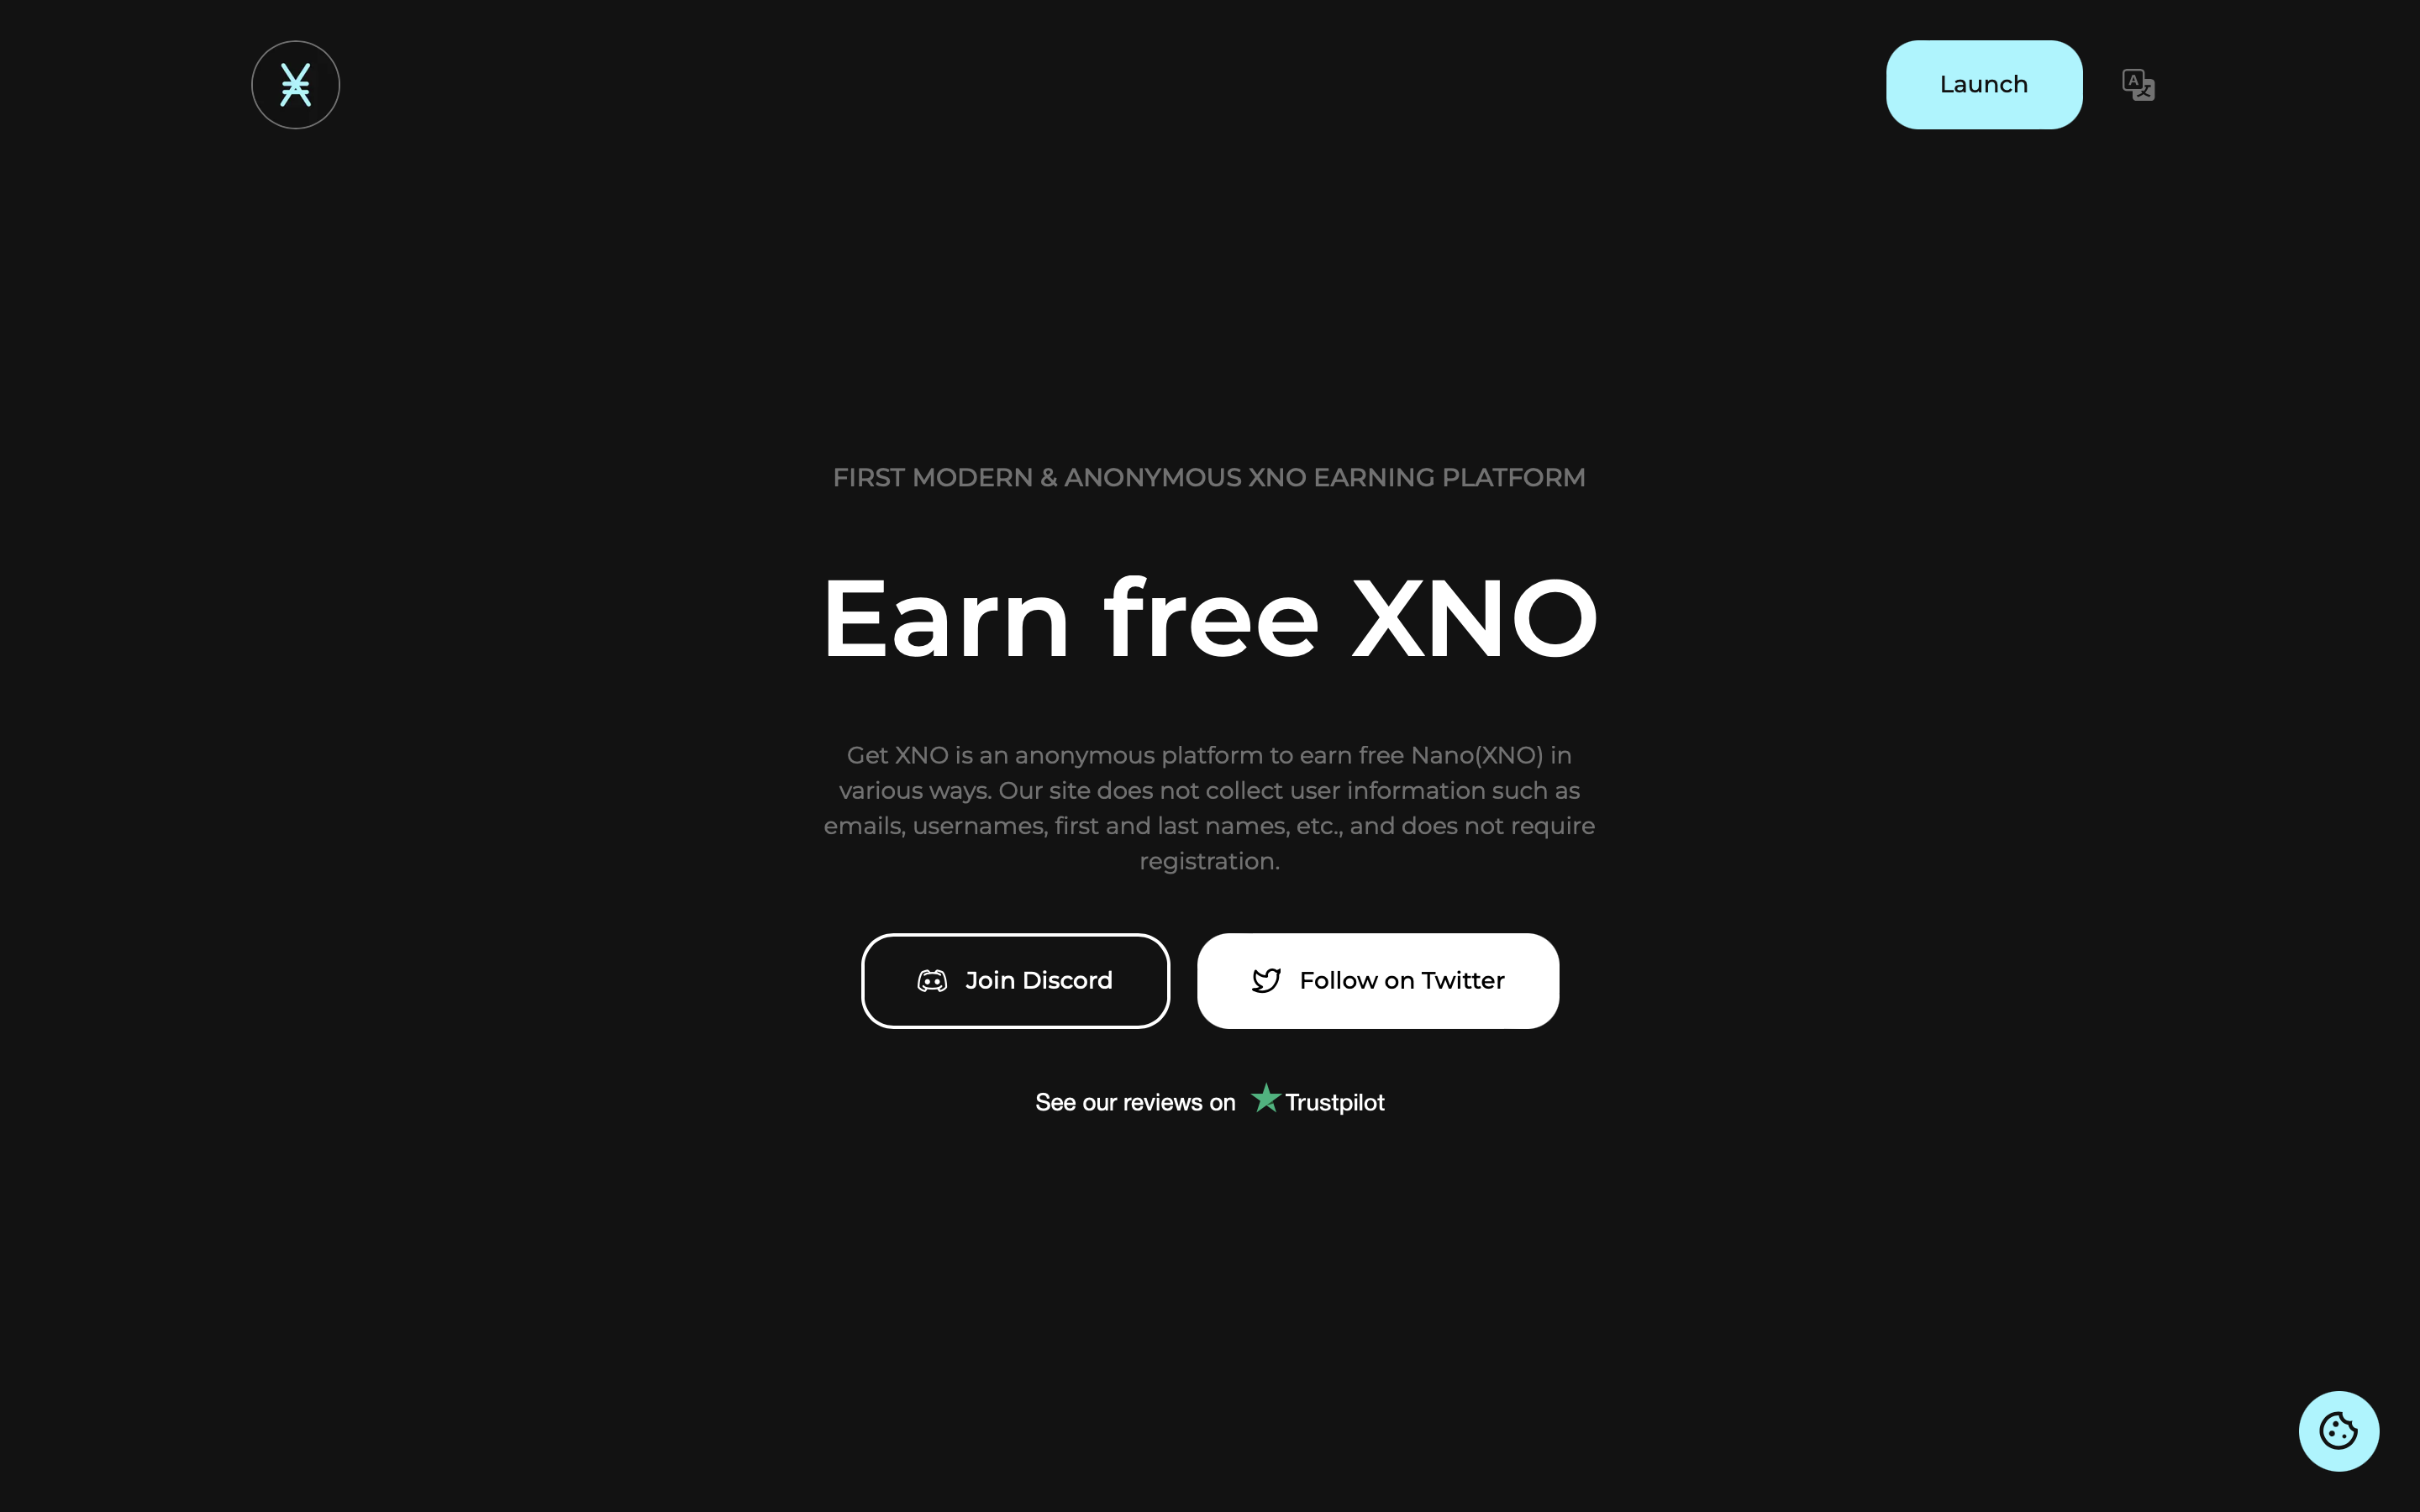 Launch
FIRST MODERN & ANONYMOUS XNO EARNING PLATFORM
Earn free XNO
Get XNO is an anonymous platform to earn free Nano(XNO) in
various ways. Our site does not collect user information such as
emails, usernames, first and last names, etc., and does not require
registration.
Join Discord
Follow on Twitter
See our reviews on Trustpilot